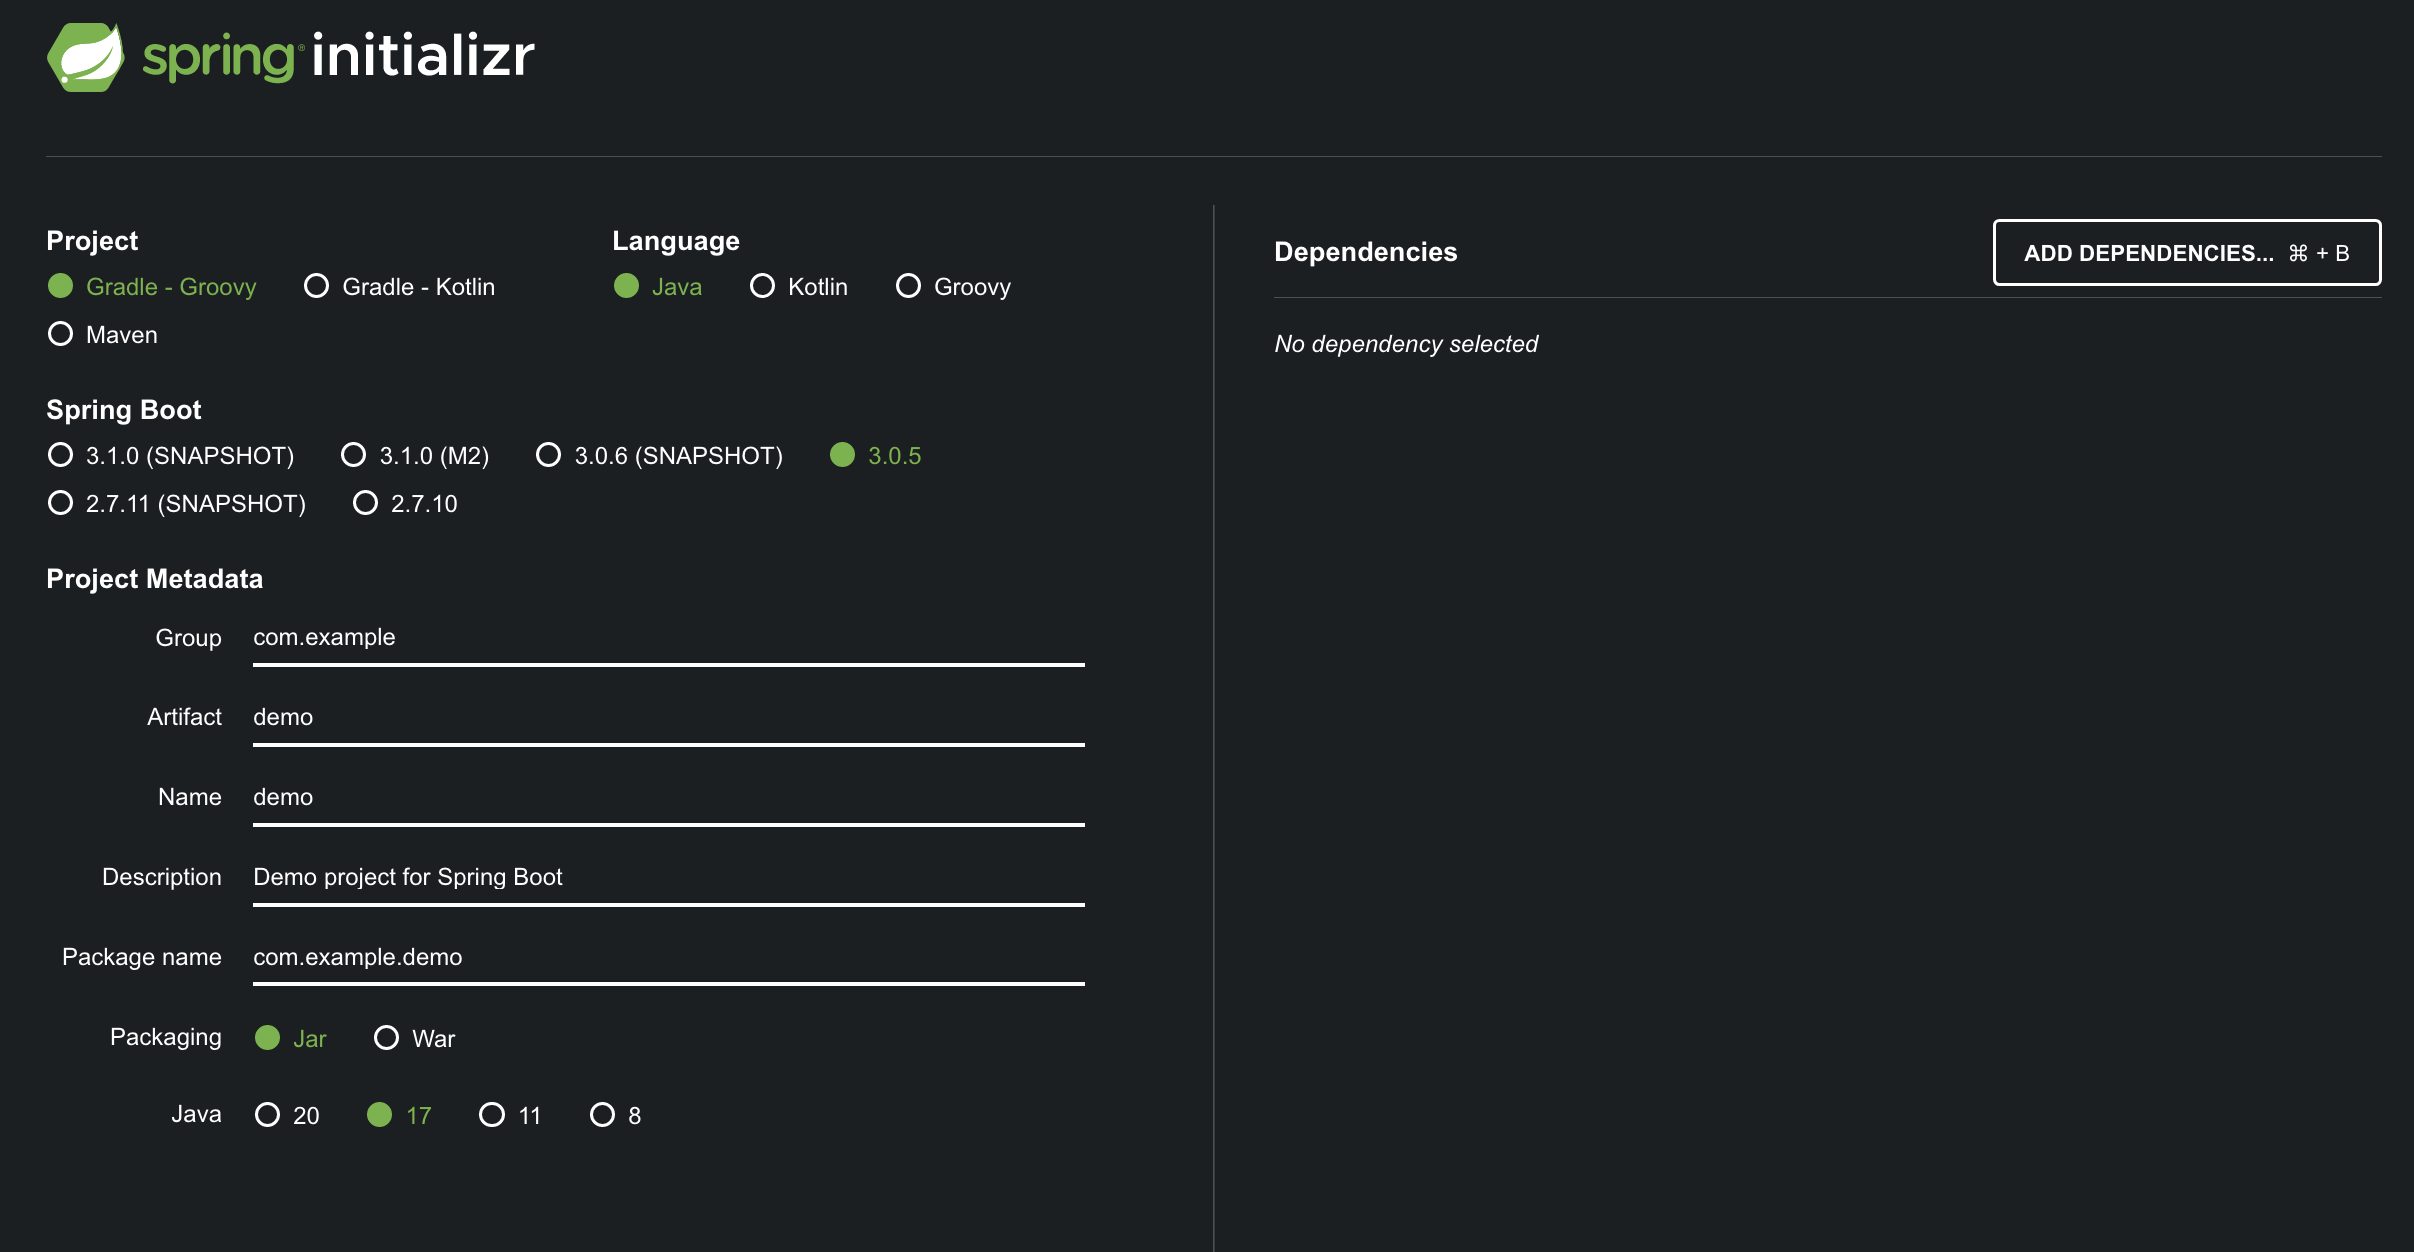 spring® initializr
Project
Gradle - Groovy Gradle - Kotlin
Maven
Language
Java Kotlin Groovy
Spring Boot
3.1.0 (SNAPSHOT) 3.1.0 (M2) 3.0.6 (SNAPSHOT) 3.0.5
2.7.11 (SNAPSHOT) 2.7.10
Project Metadata
Group com.example
Artifact demo
Name demo
Description Demo project for Spring Boot
Package name com.example.demo
Packaging Jar War
Java 20 17 11 8
Dependencies ADD DEPENDENCIES... ⌘ + B
No dependency selected